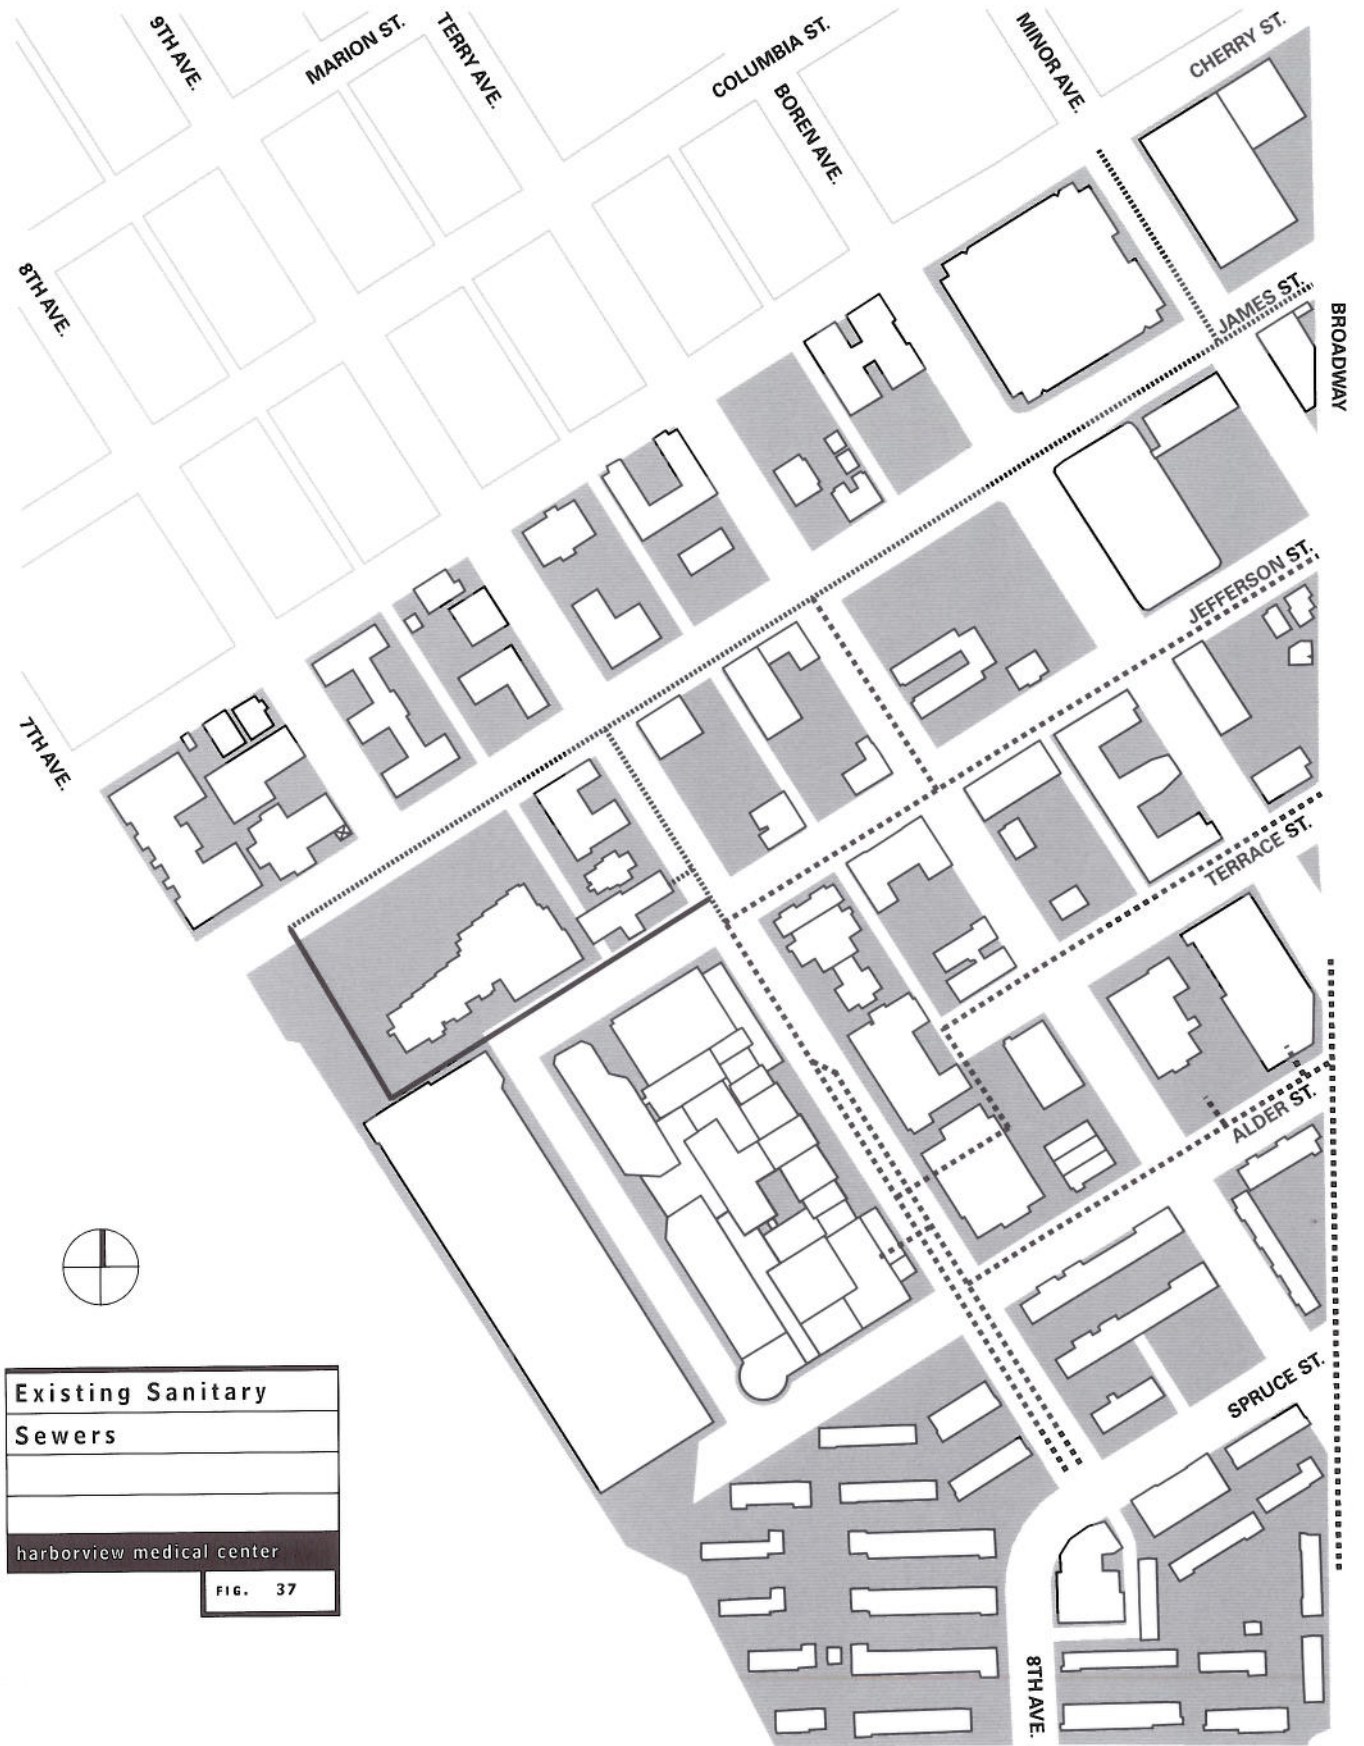 9TH AVE.
MARION ST.
TERRY AVE.
COLUMBIA ST.
BOREN AVE.
MINOR AVE.
CHERRY ST.
8TH AVE.
JAMES ST.
BROADWAY
JEFFERSON ST.
7TH AVE.
TERRACE ST.
ALDER ST.
SPRUCE ST.
8TH AVE.
Existing Sanitary
Sewers
harborview medical center
FIG. 37